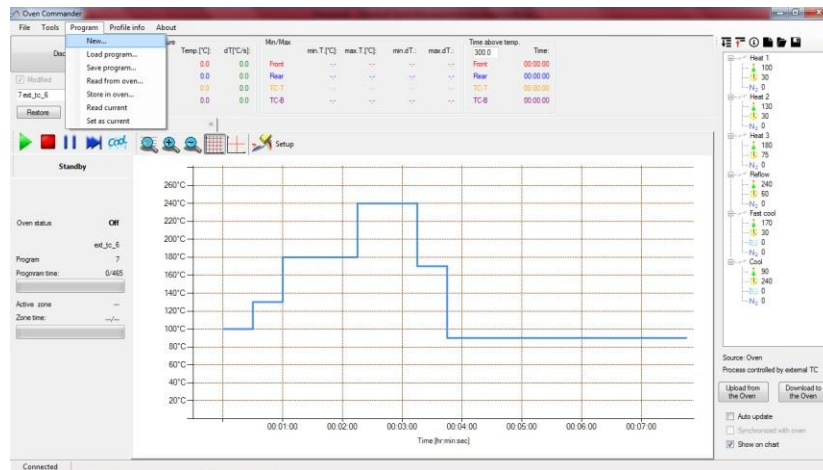 Oven Commander
File Tools Program Profile info About
New...
Load program...
Save program...
Read from oven...
Store in oven...
Read current
Set as current
Modified
7 ext_tc_6
Restore
Temp.[°C]: dT[°C/s]:
0.0 0.0
0.0 0.0
0.0 0.0
0.0 0.0
Min/Max
min.T.[°C]: max.T.[°C]: min.dT.: max.dT.:
Front -.- -.- -.- -.-
Rear -.- -.- -.- -.-
TC-T -.- -.- -.- -.-
TC-B -.- -.- -.- -.-
Time above temp.
300.0 Time:
Front 00:00:00
Rear 00:00:00
TC-T 00:00:00
TC-B 00:00:00
cool
Setup
Standby
Oven status Off
ext_tc_6
Program 7
Program time: 0/465
Active zone --
Zone time: --/--
260°C
240°C
220°C
200°C
180°C
160°C
140°C
120°C
100°C
80°C
60°C
40°C
20°C
00:01:00 00:02:00 00:03:00 00:04:00 00:05:00 00:06:00 00:07:00
Time [hr:min:sec]
Heat 1
100
30
N₂ 0
Heat 2
130
30
N₂ 0
Heat 3
180
75
N₂ 0
Reflow
240
60
N₂ 0
Fast cool
170
30
0
N₂ 0
Cool
90
240
0
N₂ 0
Source: Oven
Process controlled by external TC
Upload from the Oven
Download to the Oven
Auto update
Synchronized with oven
Show on chart
Connected